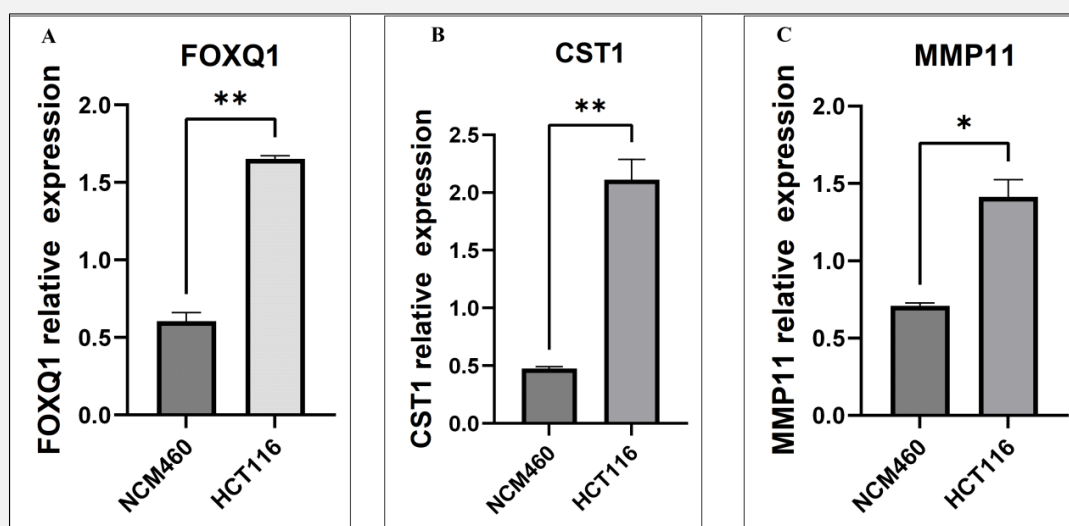 A
FOXQ1
**
FOXQ1 relative expression
2.0
1.5
1.0
0.5
0.0
NCM460
HCT116
B
CST1
**
CST1 relative expression
2.5
2.0
1.5
1.0
0.5
0.0
NCM460
HCT116
C
MMP11
*
MMP11 relative expression
2.0
1.5
1.0
0.5
0.0
NCM460
HCT116